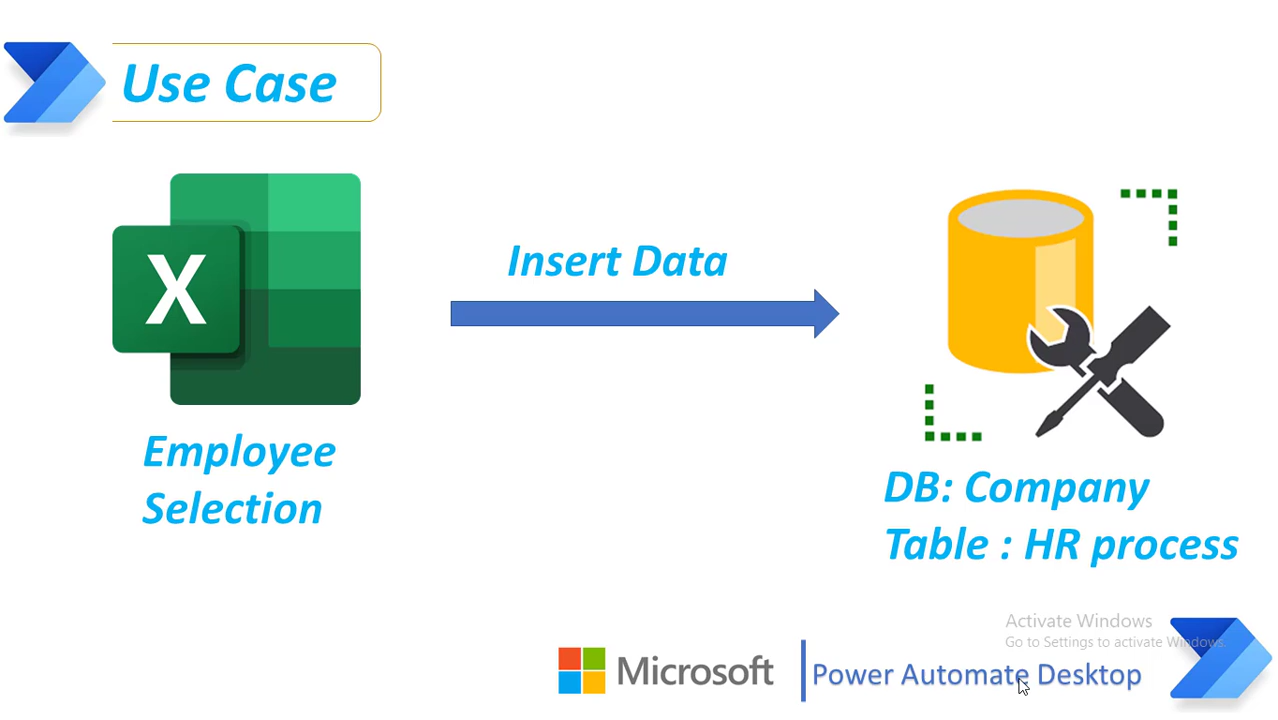 Use Case
X
Insert Data
Employee
Selection
DB: Company
Table : HR process
Activate Windows
Go to Settings to activate Windows.
Microsoft
Power Automate Desktop